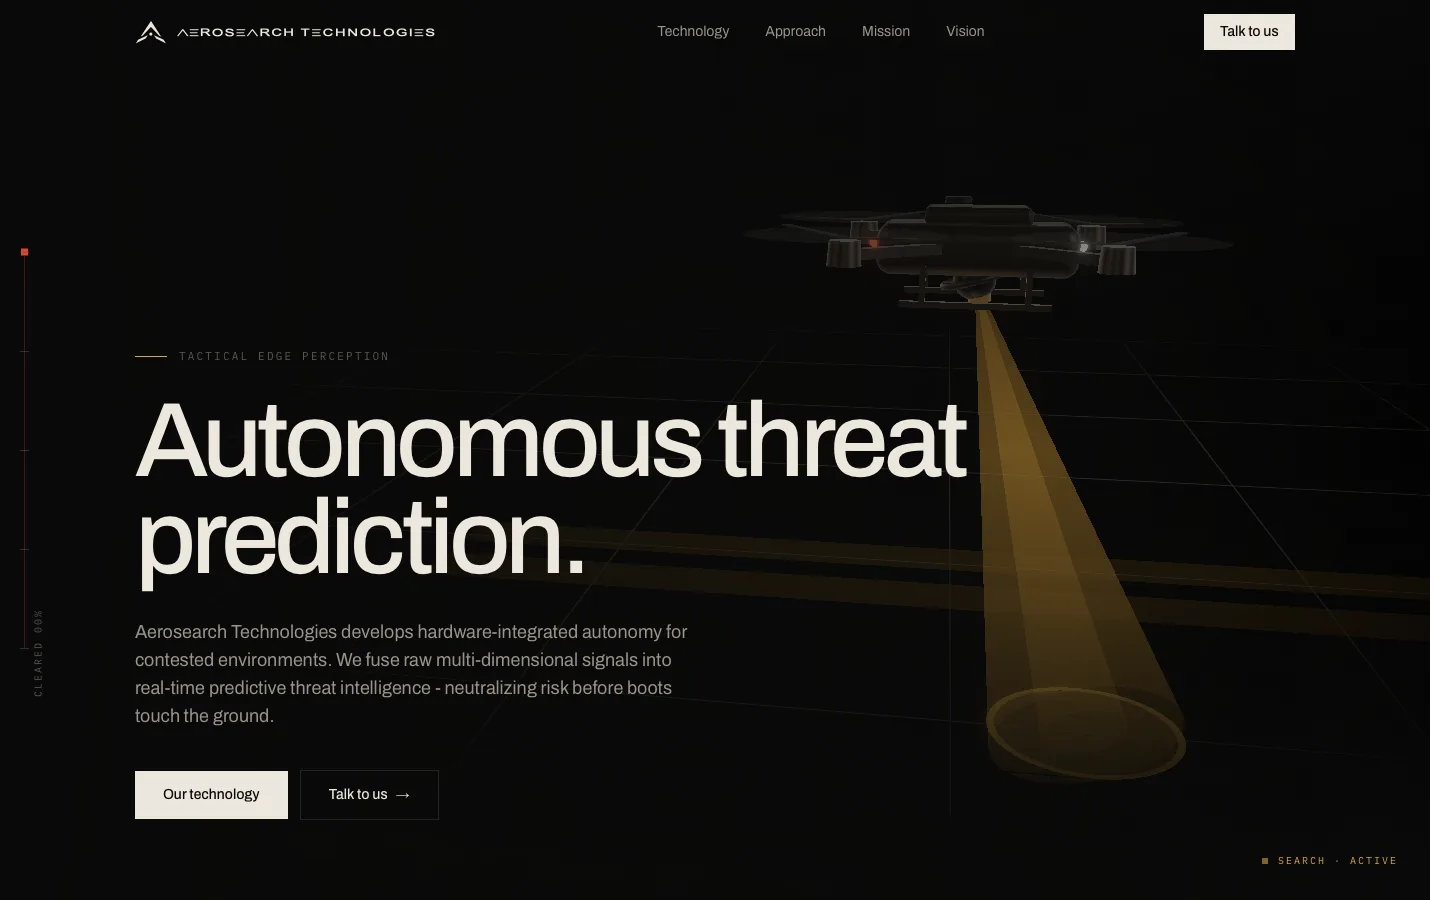 AEROSEARCH TECHNOLOGIES
Technology
Approach
Mission
Vision
Talk to us
TACTICAL EDGE PERCEPTION
Autonomous threat
prediction.
Aerosearch Technologies develops hardware-integrated autonomy for
contested environments. We fuse raw multi-dimensional signals into
real-time predictive threat intelligence - neutralizing risk before boots
touch the ground.
Our technology
Talk to us →
CLEARED 00%
SEARCH · ACTIVE